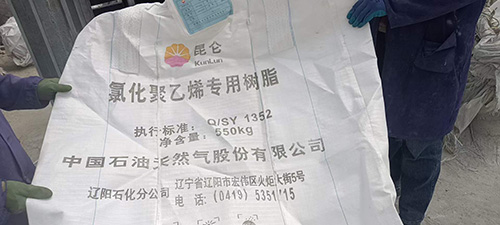 昆仑
KunLun
氯化聚乙烯专用树脂
执行标准: Q/SY 1352
净含量: 550kg
中国石油天然气股份有限公司
辽阳石化分公司
辽宁省辽阳市宏伟区火炬大街5号
电 话: (0419)